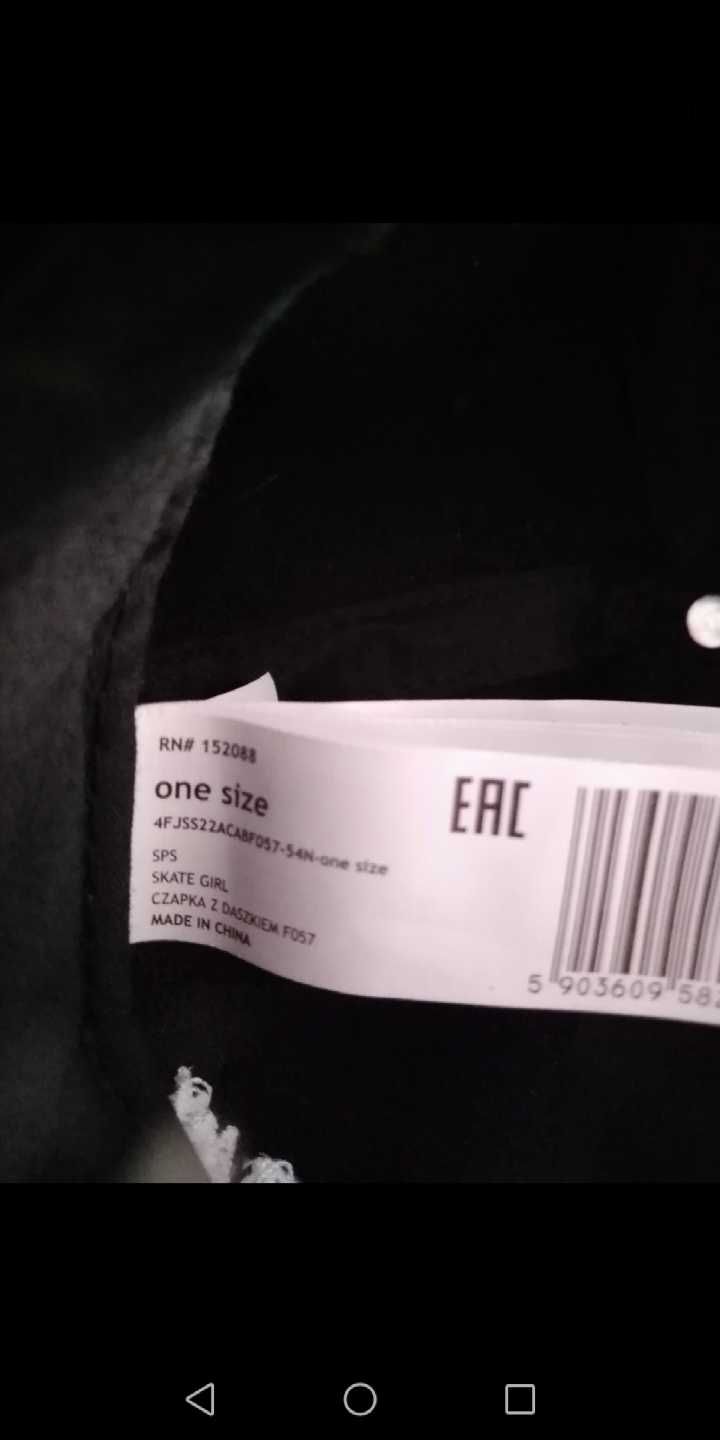 RN# 152088
one size
4FJSS22ACABF057-54N-one size
SPS
SKATE GIRL
CZAPKA Z DASZKIEM F057
MADE IN CHINA
EAC
5 903609 58